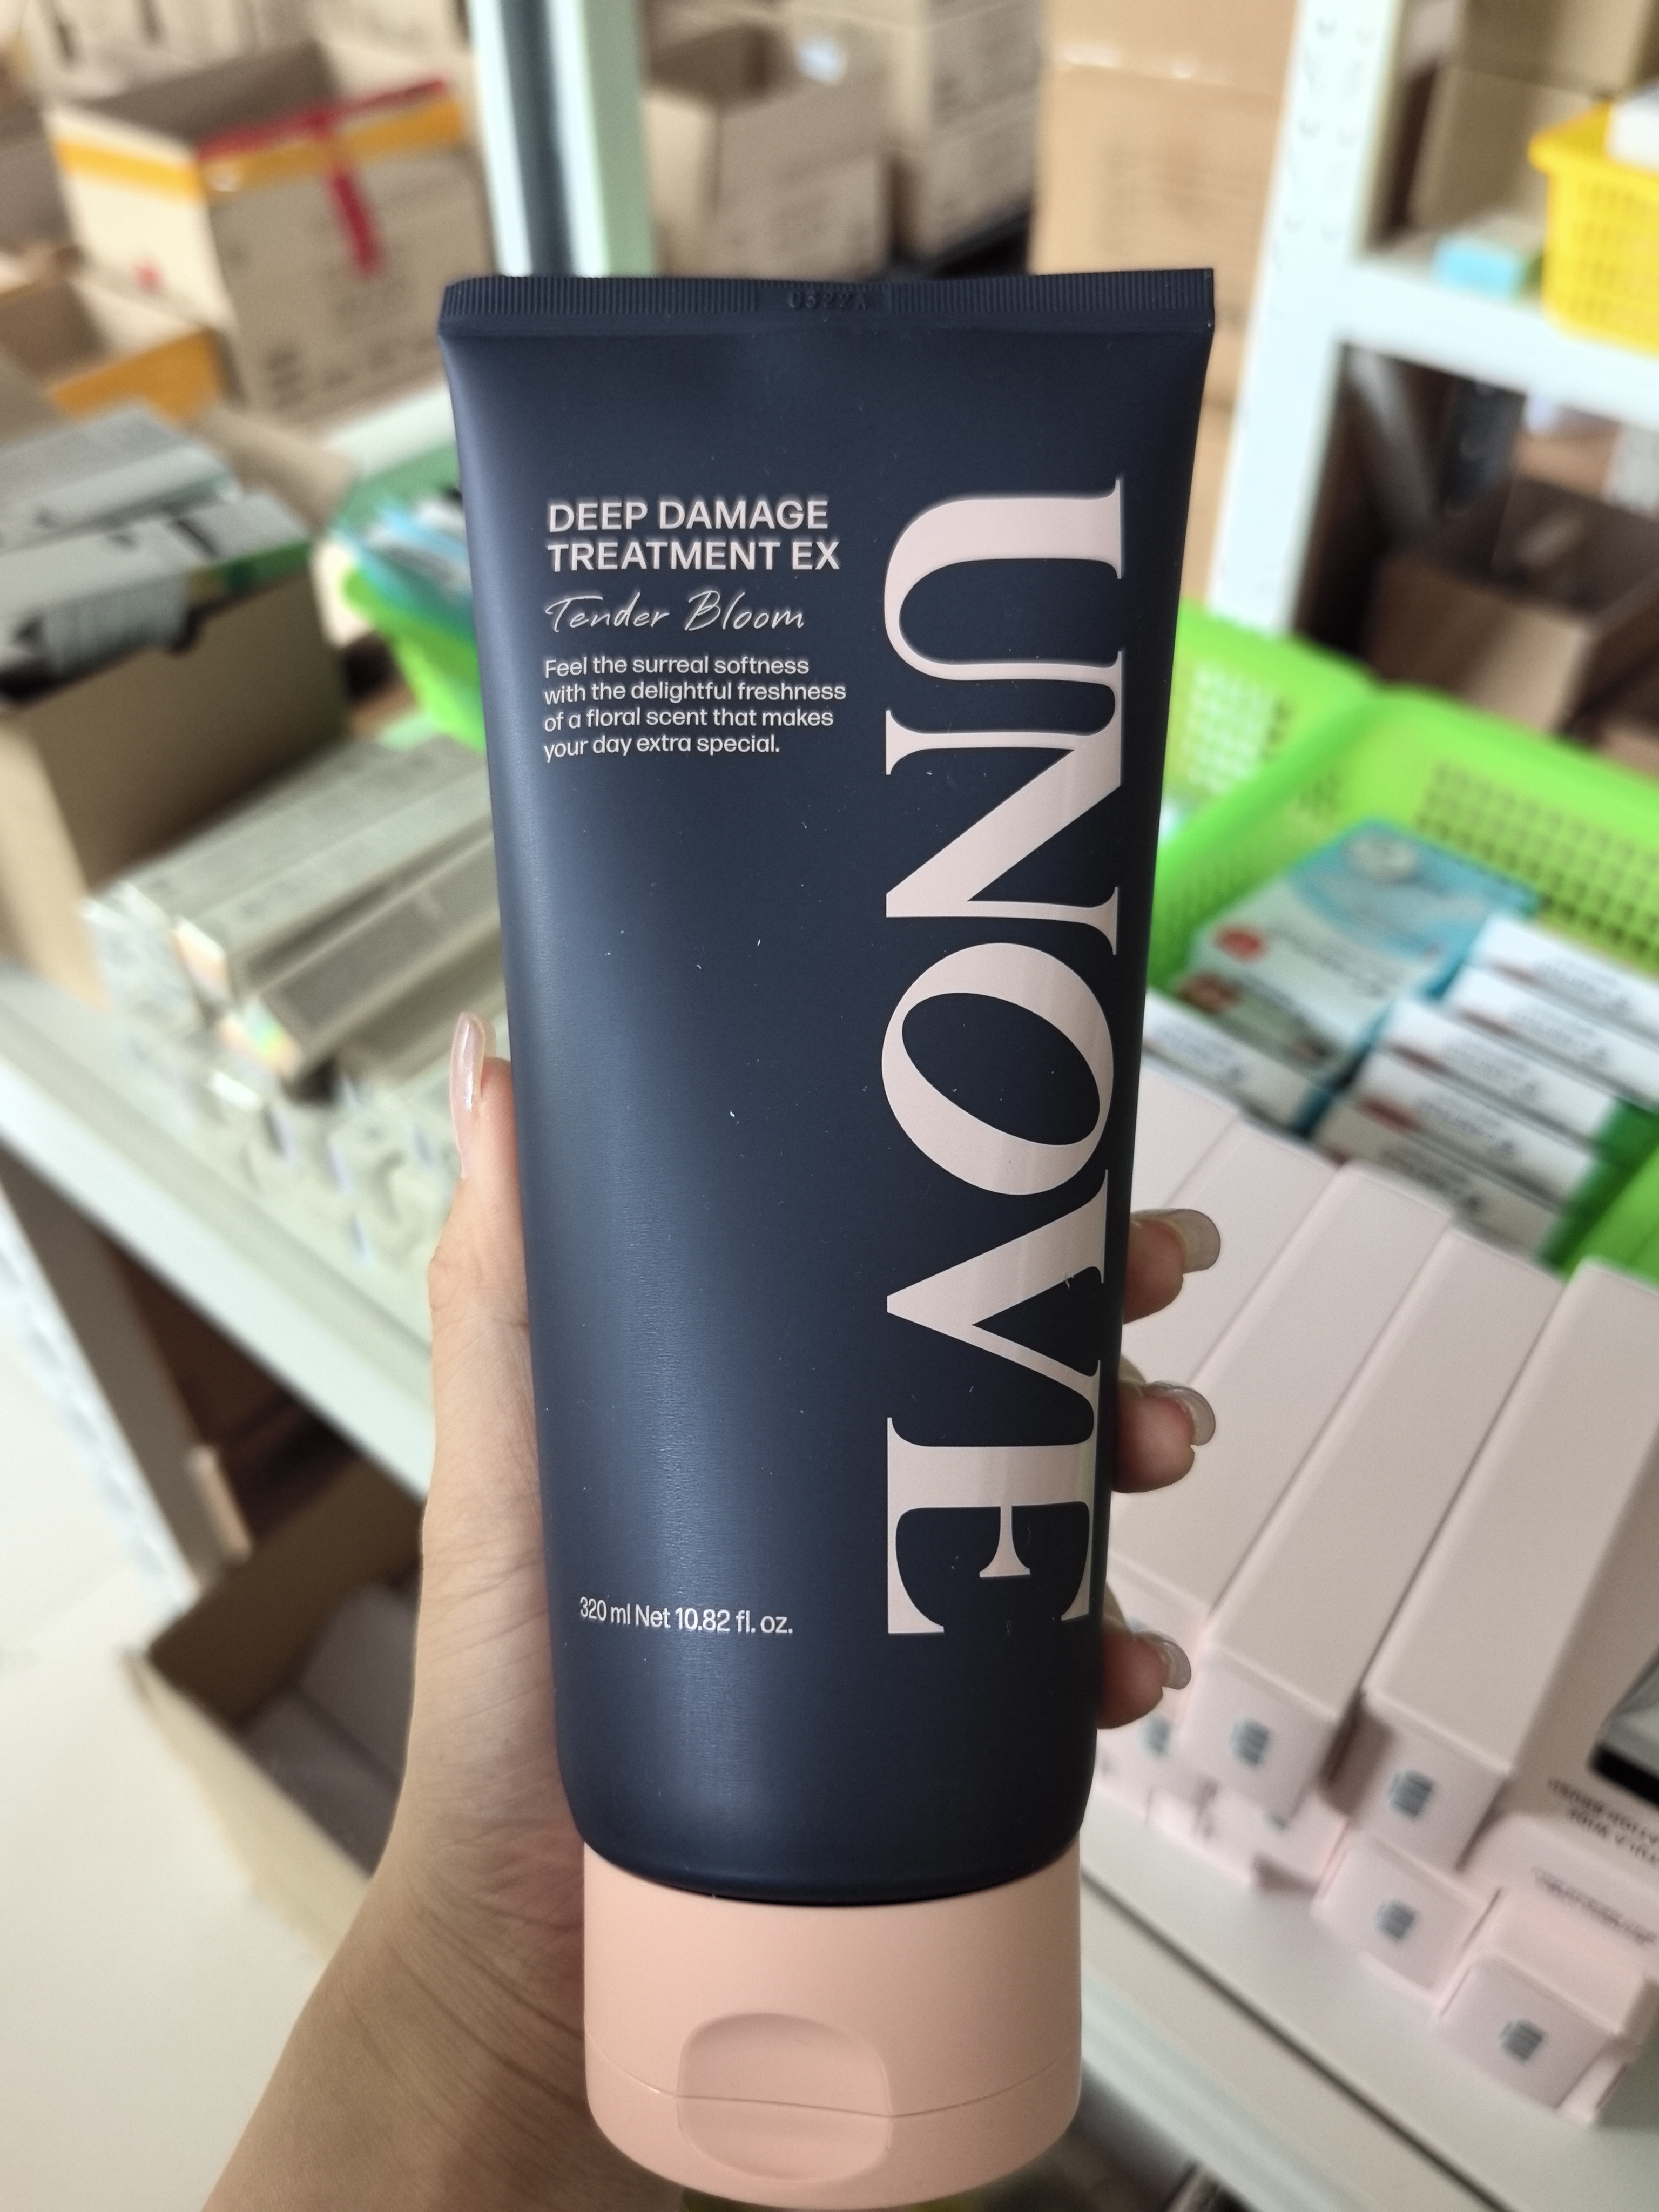 DEEP DAMAGE
TREATMENT EX
Tender Bloom
Feel the surreal softness
with the delightful freshness
of a floral scent that makes
your day extra special.
UNOVE
320 ml Net 10.82 fl. oz.